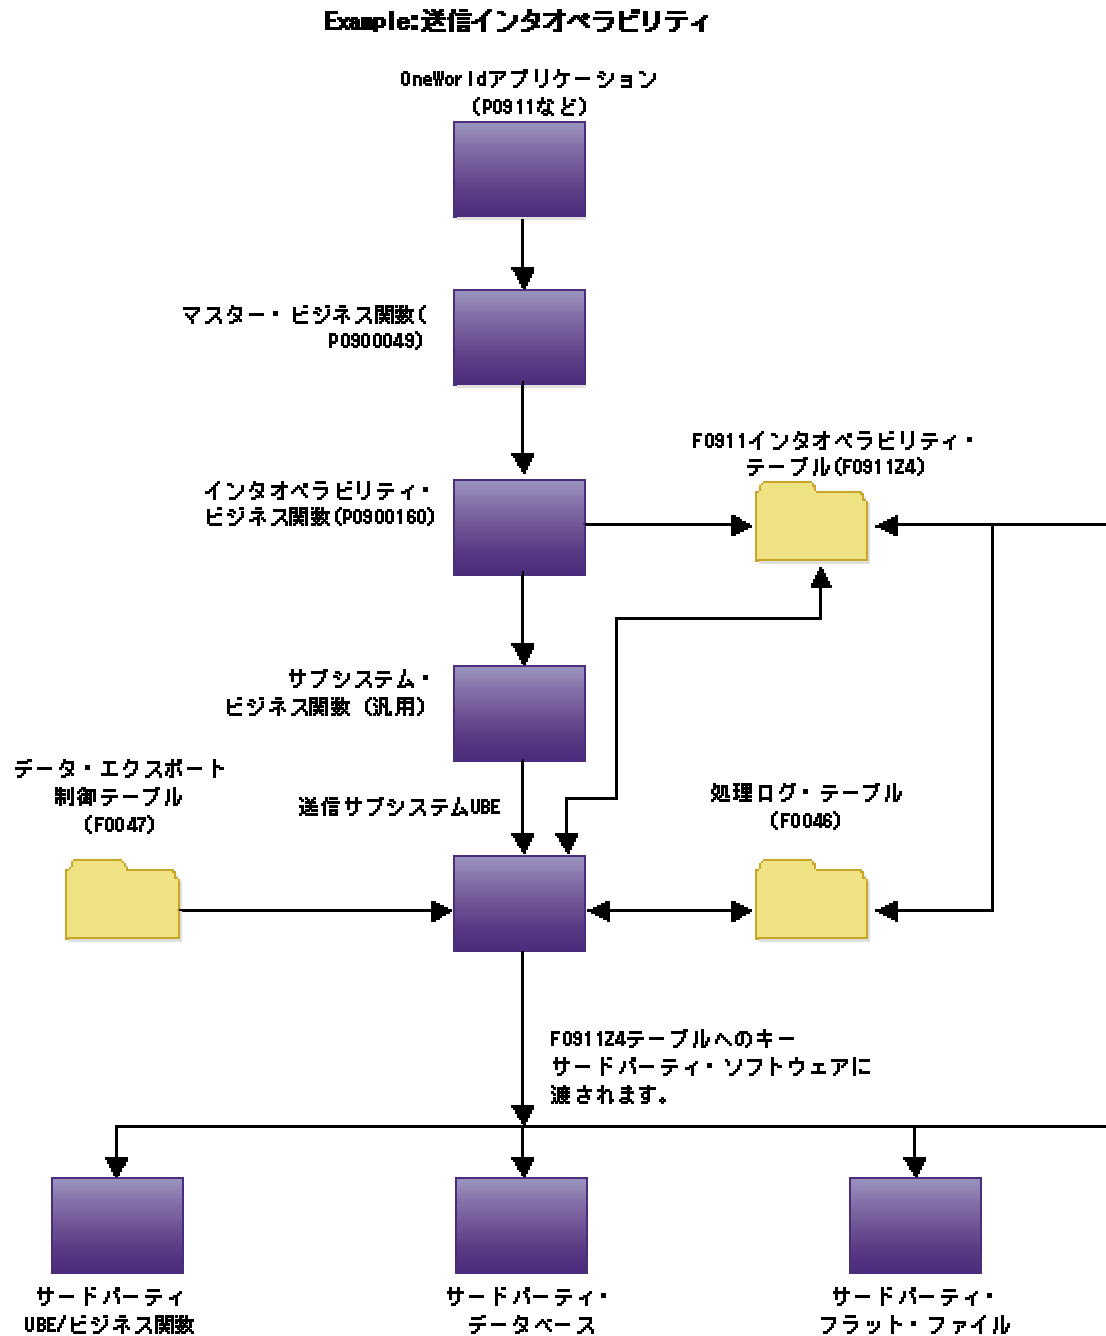 Example:送信インタオペラビリティ
OneWorldアプリケーション
(P0911など)
マスター・ビジネス関数(
P0900049)
F0911インタオペラビリティ・
テーブル(F0911Z4)
インタオペラビリティ・
ビジネス関数(P0900160)
サブシステム・
ビジネス関数 (汎用)
データ・エクスポート
制御テーブル
(F0047)
送信サブシステムUBE
処理ログ・テーブル
(F0046)
F0911Z4テーブルへのキー
サードパーティ・ソフトウェアに
渡されます。
サードパーティ
UBE/ビジネス関数
サードパーティ・
データベース
サードパーティ・
フラット・ファイル